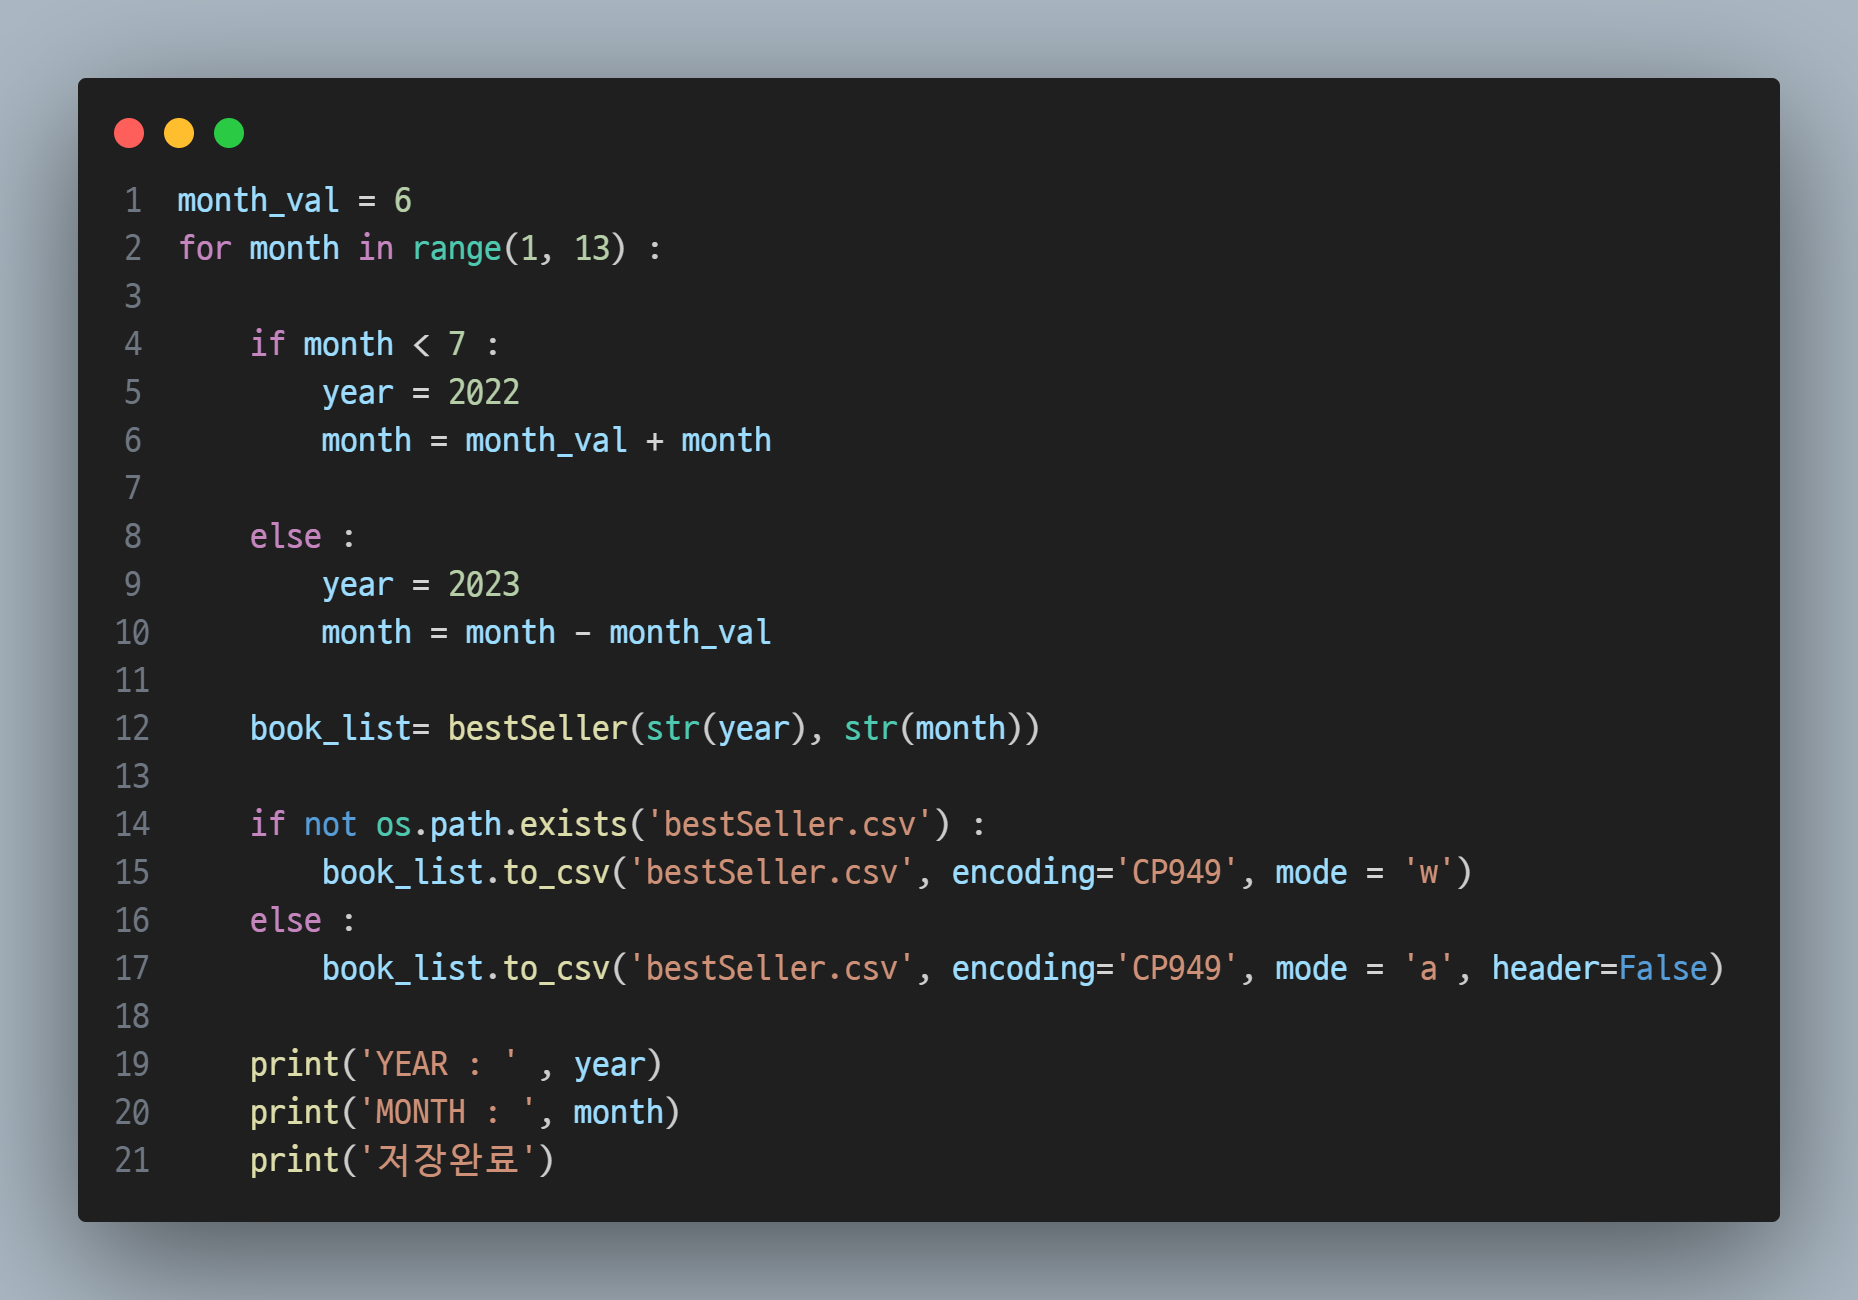 1 month_val = 6
2 for month in range(1, 13) :
3
4     if month < 7 :
5         year = 2022
6         month = month_val + month
7
8     else :
9         year = 2023
10         month = month - month_val
11
12     book_list= bestSeller(str(year), str(month))
13
14     if not os.path.exists('bestSeller.csv') :
15         book_list.to_csv('bestSeller.csv', encoding='CP949', mode = 'w')
16     else :
17         book_list.to_csv('bestSeller.csv', encoding='CP949', mode = 'a', header=False)
18
19     print('YEAR : ' , year)
20     print('MONTH : ', month)
21     print('저장완료')